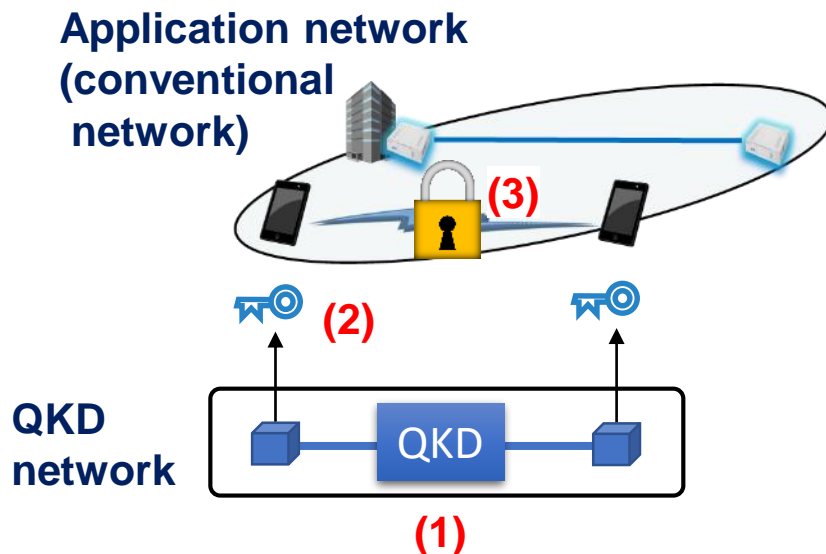 Application network
(conventional
network)
(3)
(2)
QKD
network
QKD
(1)